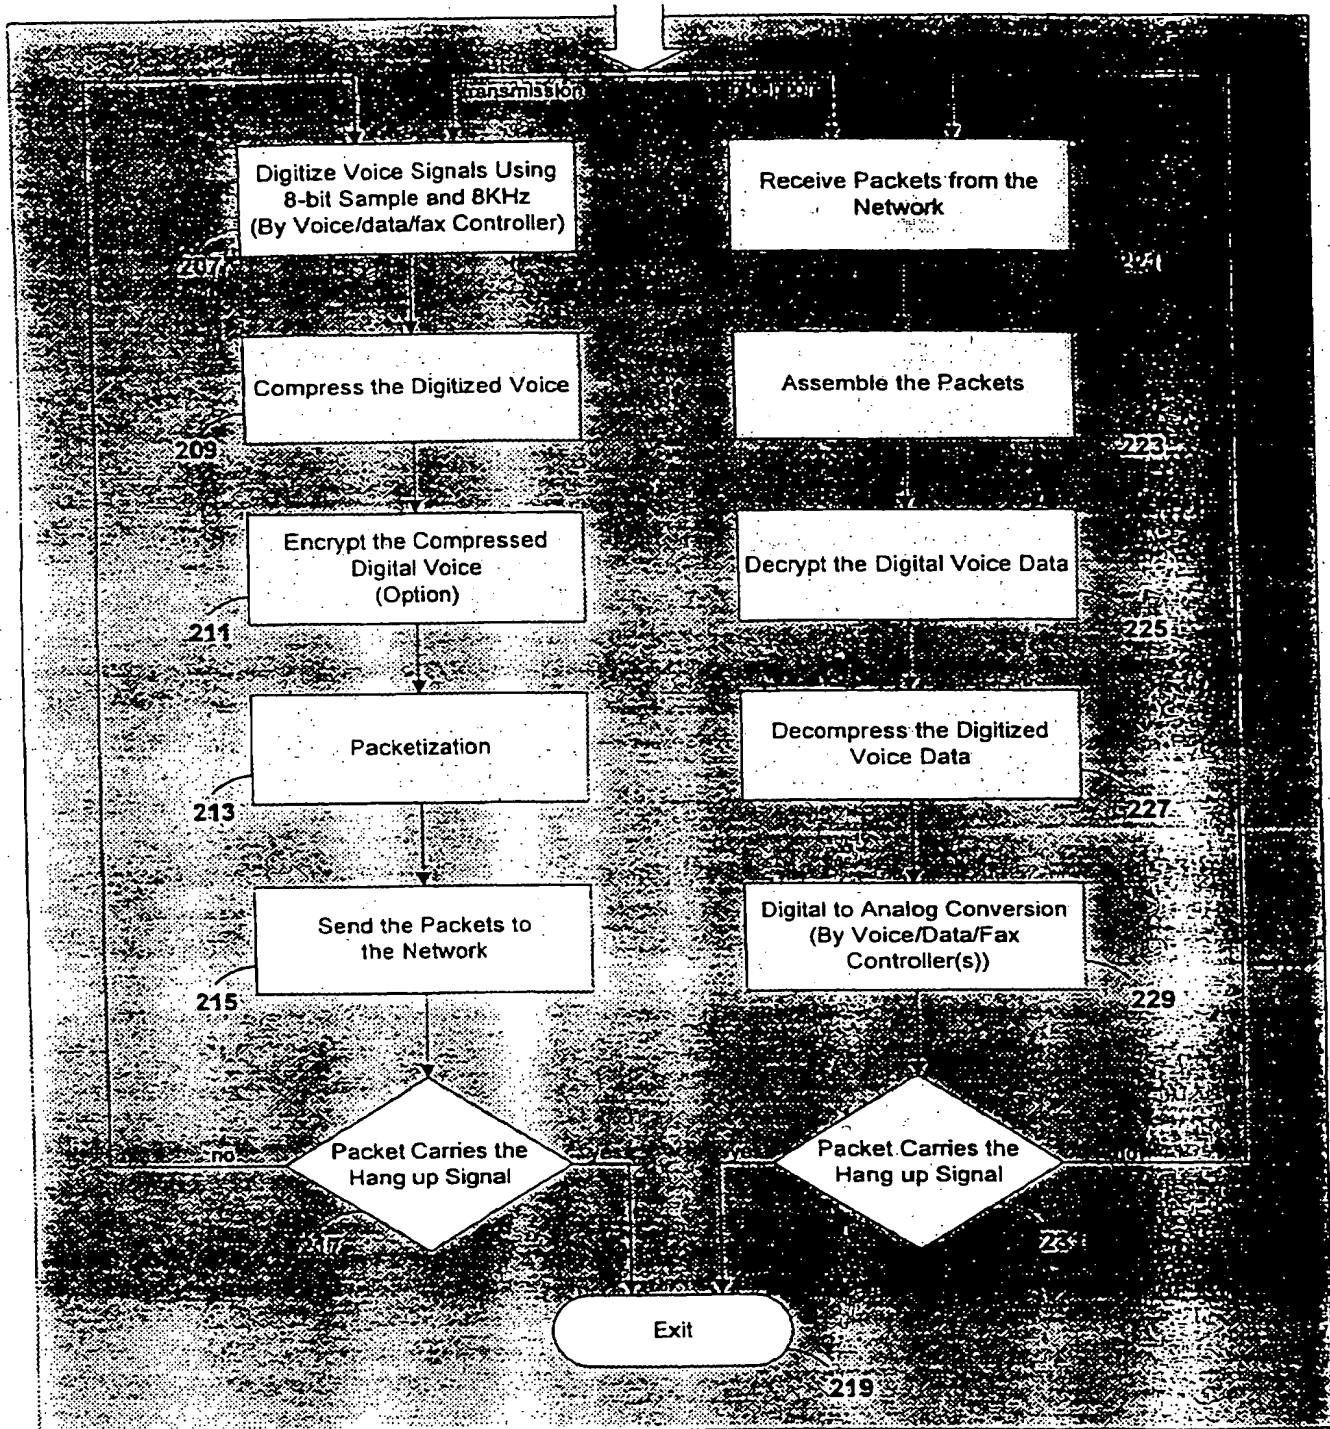 transmission
Digitize Voice Signals Using
8-bit Sample and 8KHz
(By Voice/data/fax Controller)
207
Receive Packets from the
Network
Compress the Digitized Voice
209
Assemble the Packets
223
Encrypt the Compressed
Digital Voice
(Option)
211
Decrypt the Digital Voice Data
225
Packetization
213
Decompress the Digitized
Voice Data
227
Send the Packets to
the Network
215
Digital to Analog Conversion
(By Voice/Data/Fax
Controller(s))
229
no
Packet Carries the
Hang up Signal
yes
217
yes
Packet Carries the
Hang up Signal
no
Exit
219